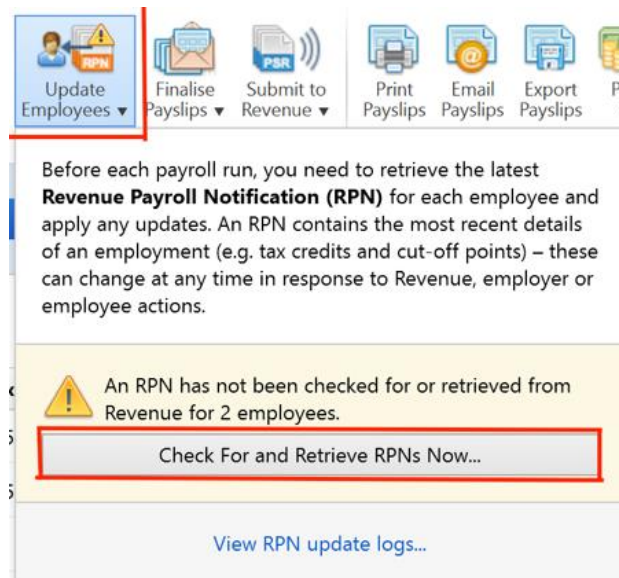 RPN
PSR
@
Update Employees ▼
Finalise Payslips ▼
Submit to Revenue ▼
Print Payslips
Email Payslips
Export Payslips
P
Before each payroll run, you need to retrieve the latest
Revenue Payroll Notification (RPN) for each employee and
apply any updates. An RPN contains the most recent details
of an employment (e.g. tax credits and cut-off points) – these
can change at any time in response to Revenue, employer or
employee actions.
An RPN has not been checked for or retrieved from
Revenue for 2 employees.
Check For and Retrieve RPNs Now...
View RPN update logs...